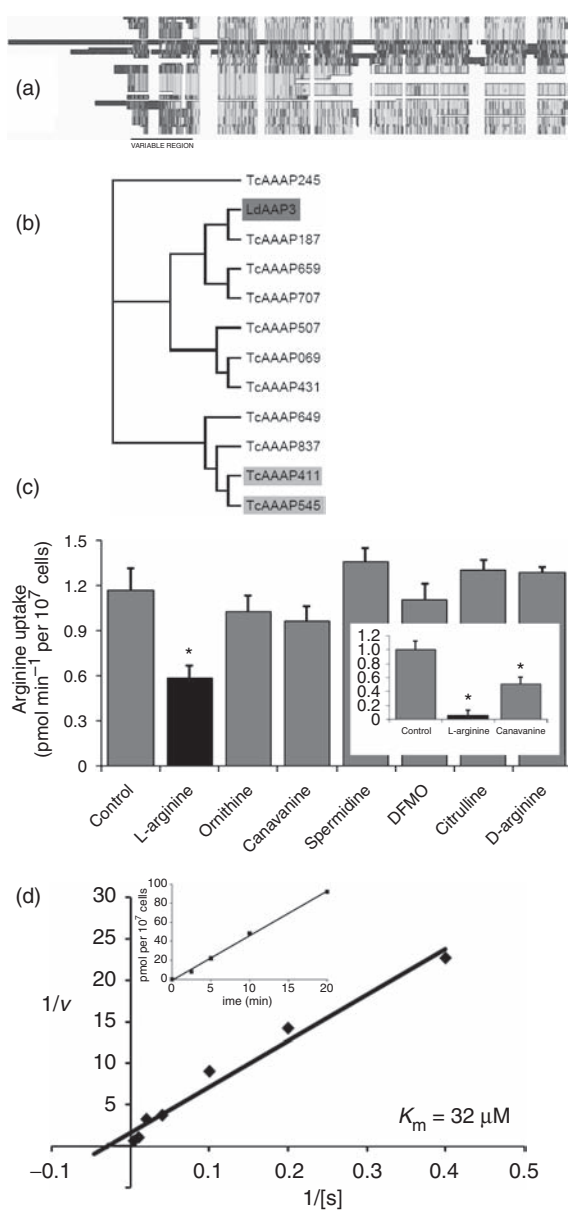 (a)
VARIABLE REGION
(b)
TcAAAP245
LdAAP3
TcAAAP187
TcAAAP659
TcAAAP707
TcAAAP507
TcAAAP069
TcAAAP431
TcAAAP649
TcAAAP837
TcAAAP411
TcAAAP545
(c)
Arginine uptake
(pmol min⁻¹ per 10⁷ cells)
1.5
1.2
0.9
0.6
0.3
0
*
Control
L-arginine
Ornithine
Canavanine
Spermidine
DFMO
Citrulline
D-arginine
1.2
1.0
0.8
0.6
0.4
0.2
0
*
*
Control
L-arginine
Canavanine
(d)
1/v
30
25
20
15
10
5
−0.1
0.1
0.2
0.3
0.4
0.5
1/[s]
Kₘ = 32 µM
pmol per 10⁷ cells
100
80
60
40
20
0
0
5
10
15
20
ime (min)